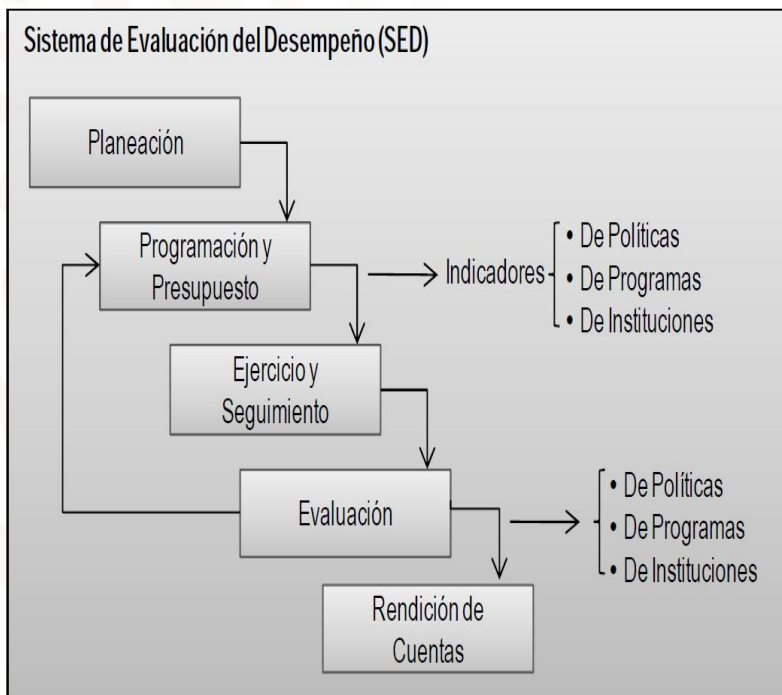 Sistema de Evaluación del Desempeño (SED)
Planeación
Programación y
Presupuesto
Indicadores
• De Políticas
• De Programas
• De Instituciones
Ejercicio y
Seguimiento
Evaluación
• De Políticas
• De Programas
• De Instituciones
Rendición de
Cuentas